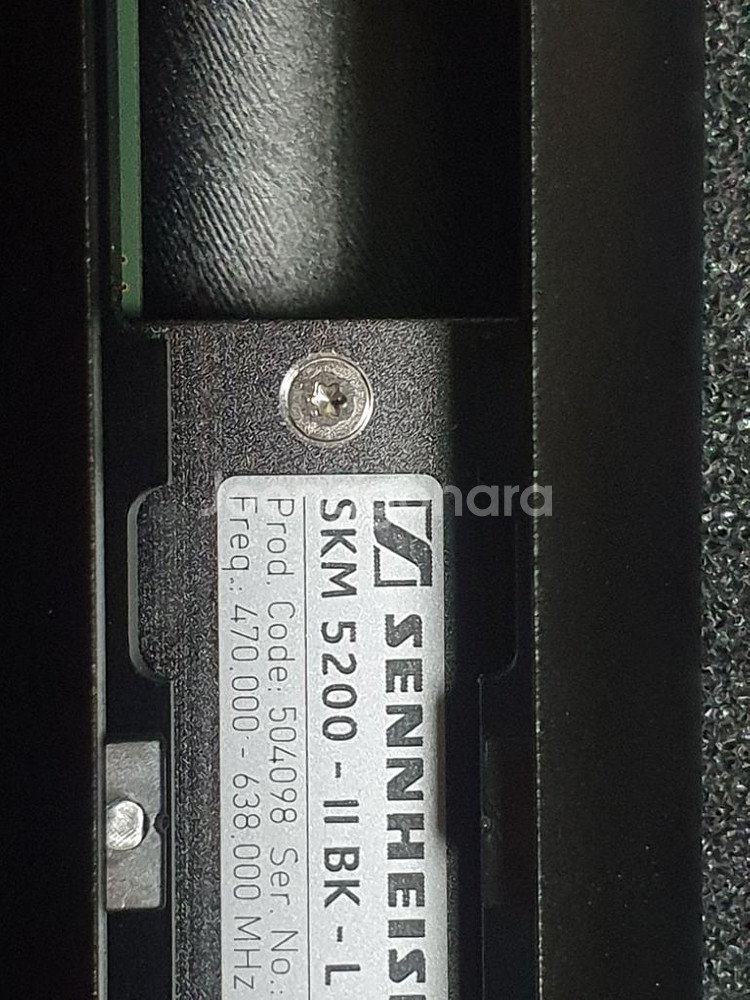 SENNHEIS
SKM 5200 - II BK - L
Prod. Code: 504098 Ser. No.:
Freq.: 470.000 - 638.000 MHz